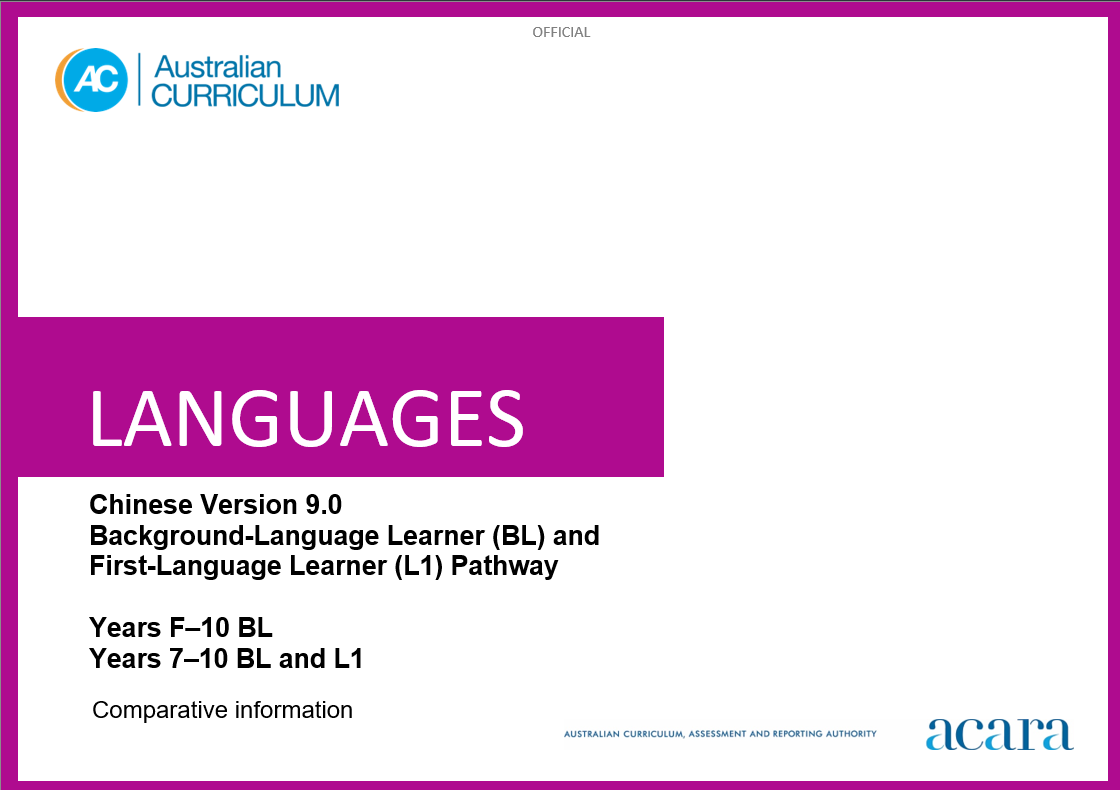 OFFICIAL
AC
Australian
CURRICULUM
LANGUAGES
Chinese Version 9.0
Background-Language Learner (BL) and
First-Language Learner (L1) Pathway
Years F–10 BL
Years 7–10 BL and L1
Comparative information
AUSTRALIAN CURRICULUM, ASSESSMENT AND REPORTING AUTHORITY
acara